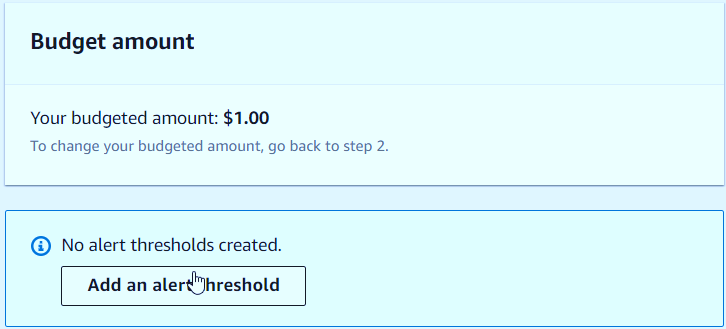 Budget amount
Your budgeted amount: $1.00
To change your budgeted amount, go back to step 2.
No alert thresholds created.
Add an alert threshold